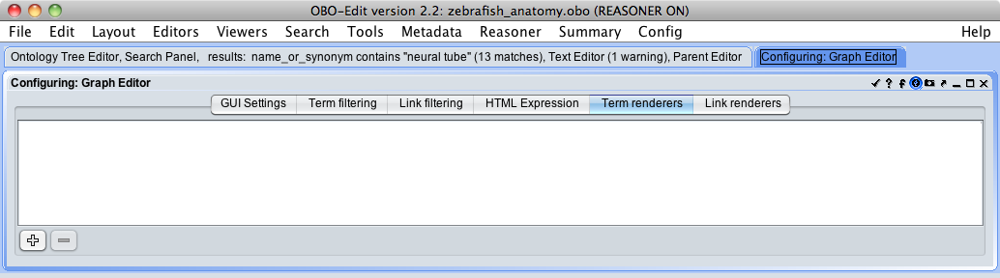 OBO-Edit version 2.2: zebrafish_anatomy.obo (REASONER ON)
File Edit Layout Editors Viewers Search Tools Metadata Reasoner Summary Config Help
Ontology Tree Editor, Search Panel, results: name_or_synonym contains "neural tube" (13 matches), Text Editor (1 warning), Parent Editor Configuring: Graph Editor
Configuring: Graph Editor
GUI Settings Term filtering Link filtering HTML Expression Term renderers Link renderers